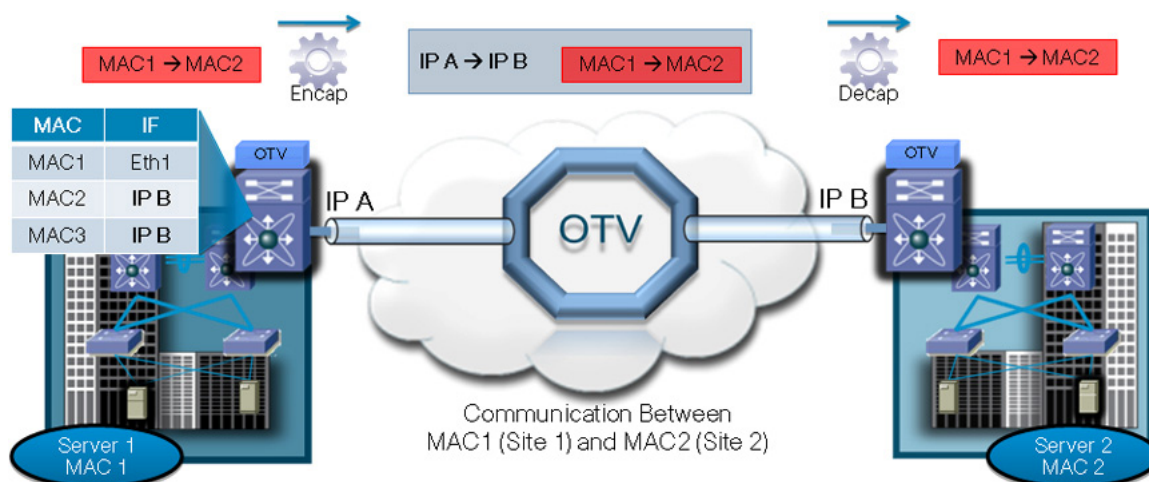 MAC1 → MAC2
Encap
IP A → IP B
MAC1 → MAC2
Decap
MAC1 → MAC2
MAC IF
MAC1 Eth1
MAC2 IP B
MAC3 IP B
OTV
IP A
OTV
IP B
OTV
Communication Between
MAC1 (Site 1) and MAC2 (Site 2)
Server 1
MAC 1
Server 2
MAC 2